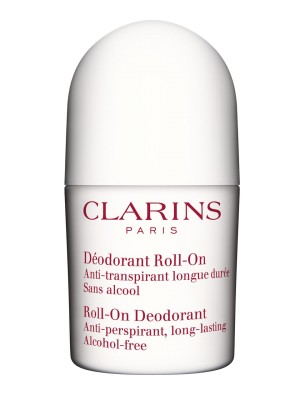 CLARINS
PARIS
Déodorant Roll-On
Anti-transpirant longue durée
Sans alcool
Roll-On Deodorant
Anti-perspirant, long-lasting
Alcohol-free